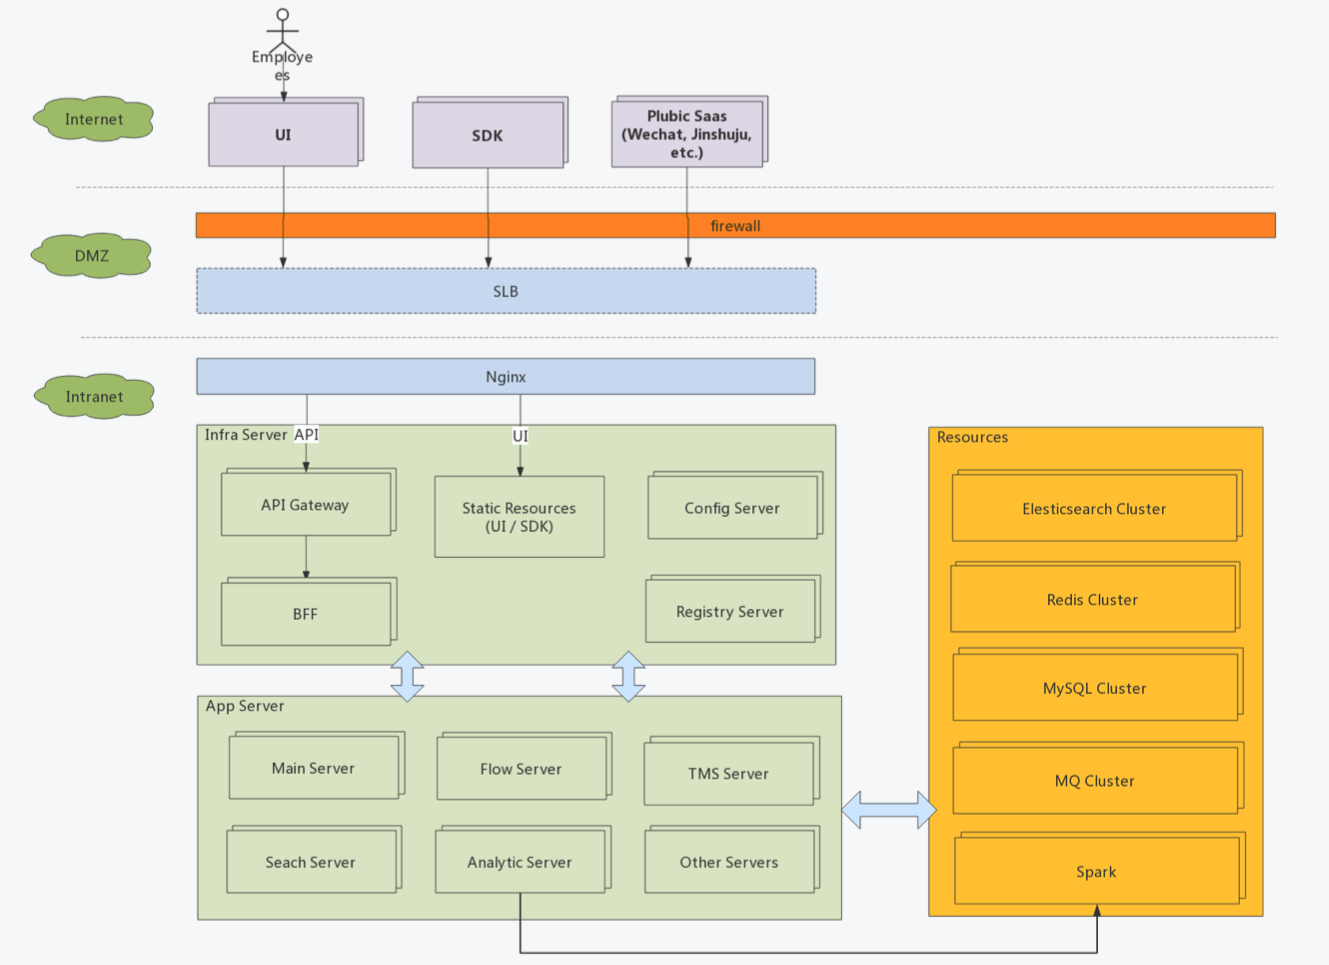 Employe
es
Internet
UI
SDK
Plubic Saas
(Wechat, Jinshuju,
etc.)
firewall
DMZ
SLB
Nginx
Intranet
Infra Server
API
UI
Resources
API Gateway
Static Resources
(UI / SDK)
Config Server
Elesticsearch Cluster
BFF
Registry Server
Redis Cluster
App Server
MySQL Cluster
Main Server
Flow Server
TMS Server
MQ Cluster
Seach Server
Analytic Server
Other Servers
Spark